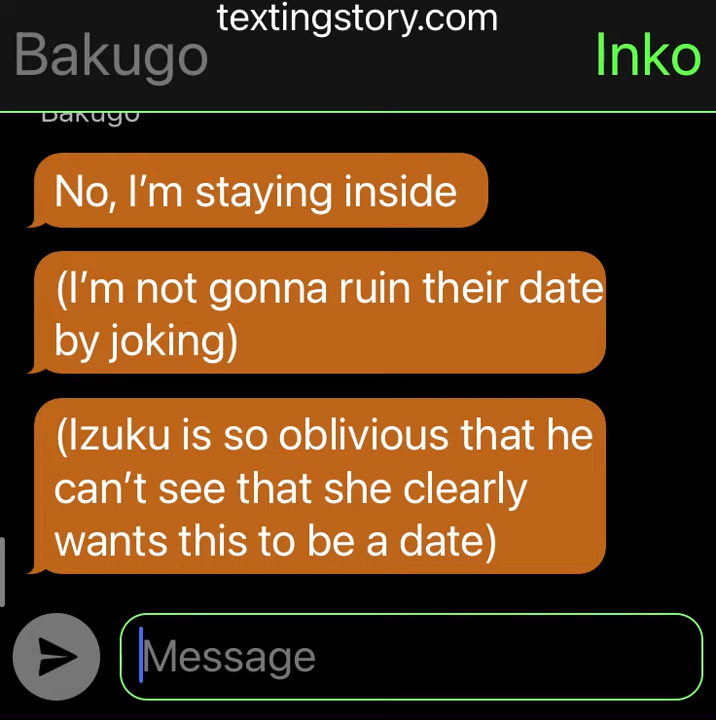 textingstory.com
Bakugo
Inko
Bakugo
No, I’m staying inside
(I’m not gonna ruin their date
by joking)
(Izuku is so oblivious that he
can’t see that she clearly
wants this to be a date)
Message